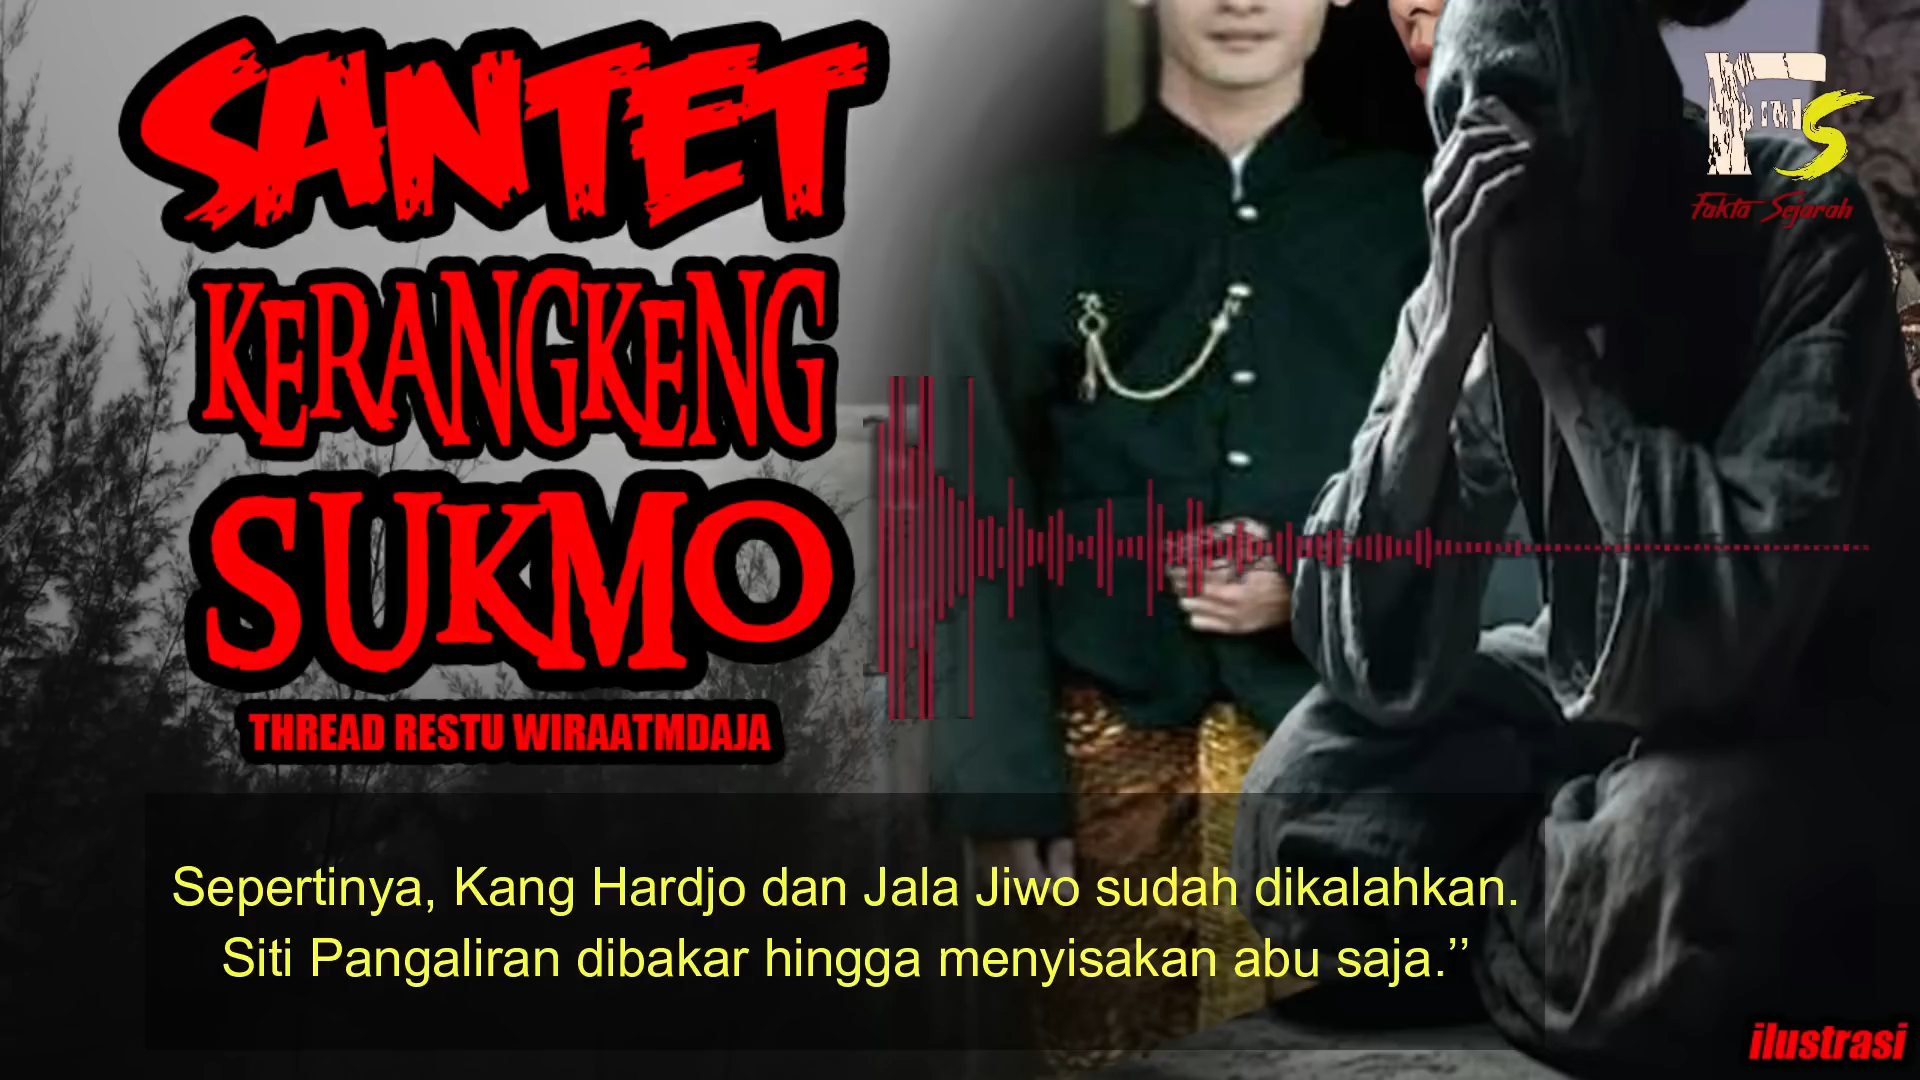 SANTET
KERANGKENG
SUKMO
THREAD RESTU WIRAATMDAJA
FS
Fakta Sejarah
Sepertinya, Kang Hardjo dan Jala Jiwo sudah dikalahkan.
Siti Pangaliran dibakar hingga menyisakan abu saja.’’
ilustrasi